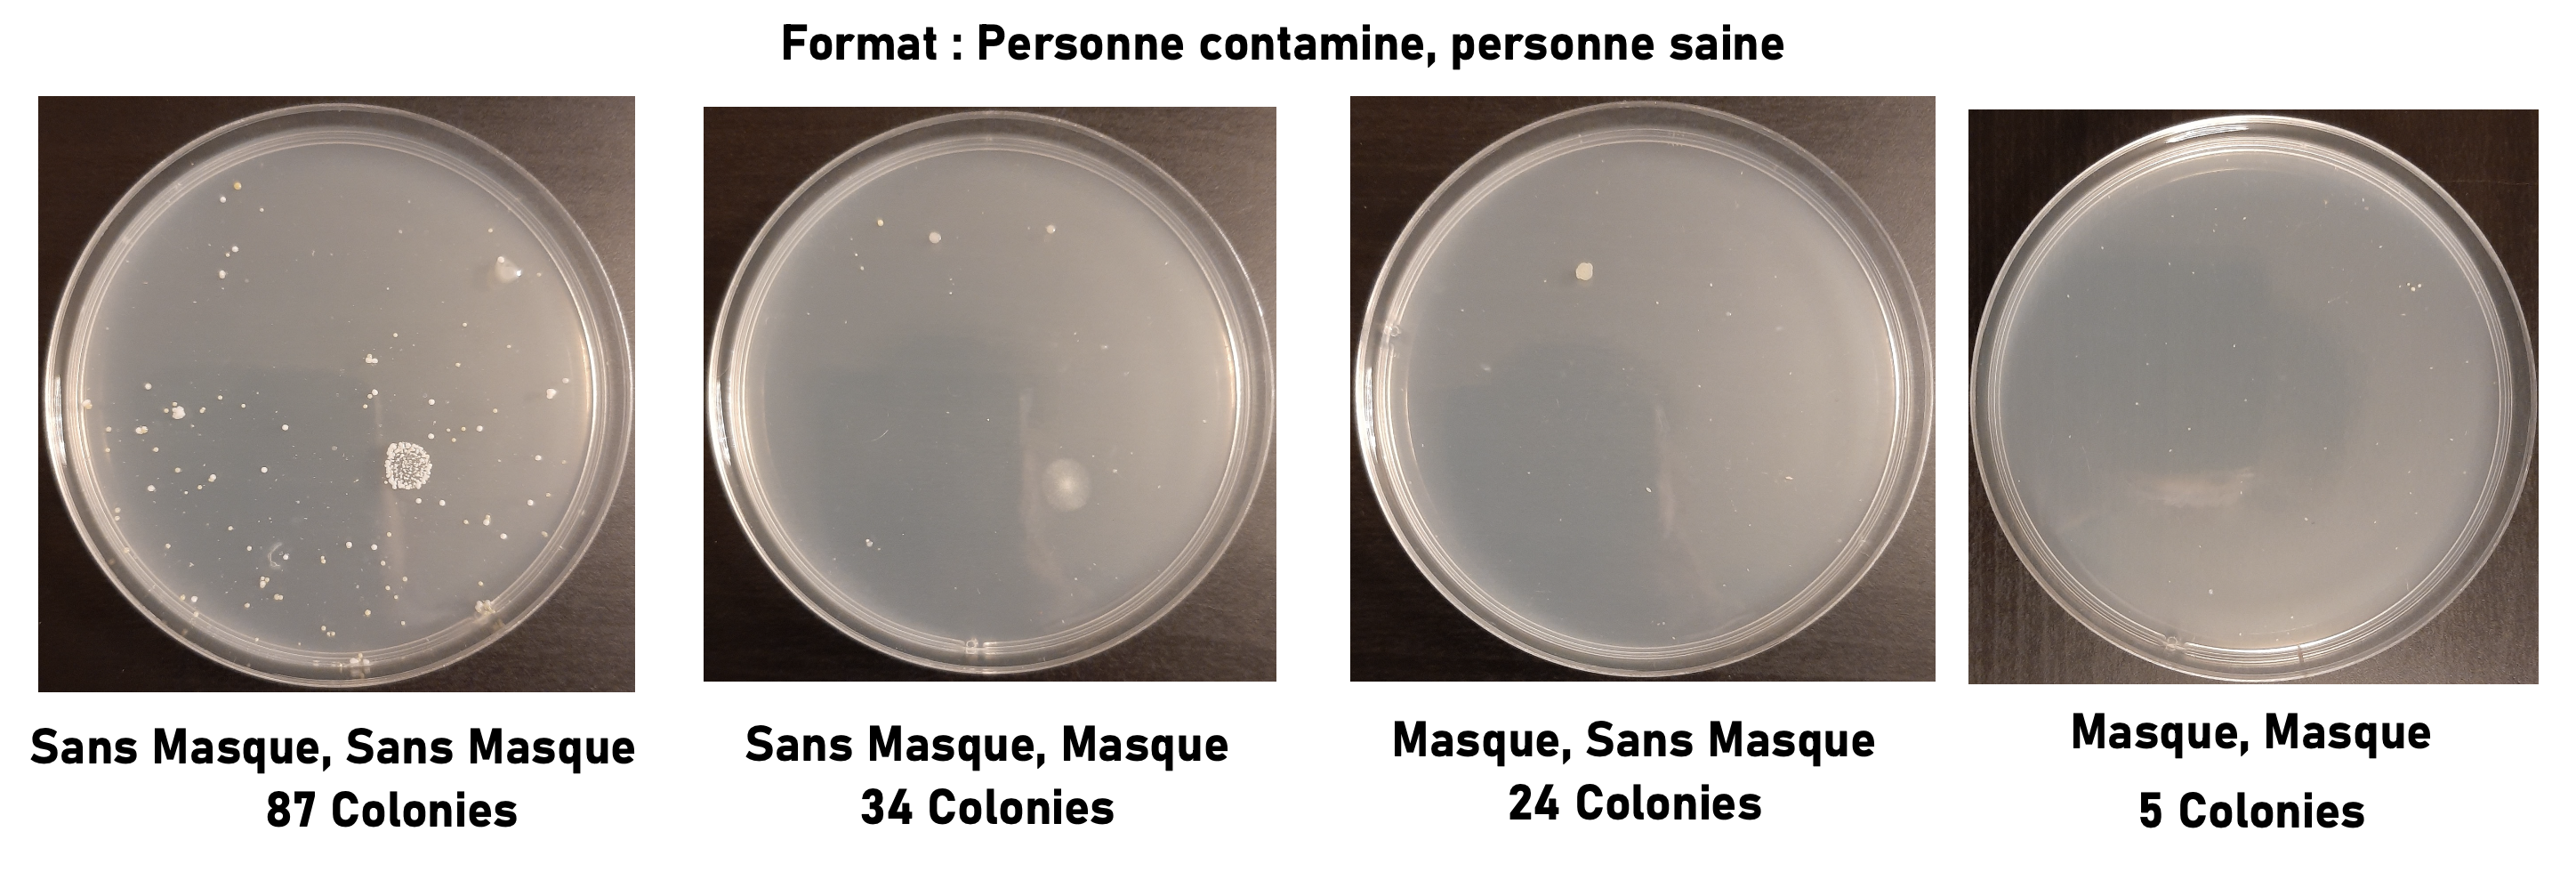 Format : Personne contamine, personne saine
Sans Masque, Sans Masque
87 Colonies
Sans Masque, Masque
34 Colonies
Masque, Sans Masque
24 Colonies
Masque, Masque
5 Colonies